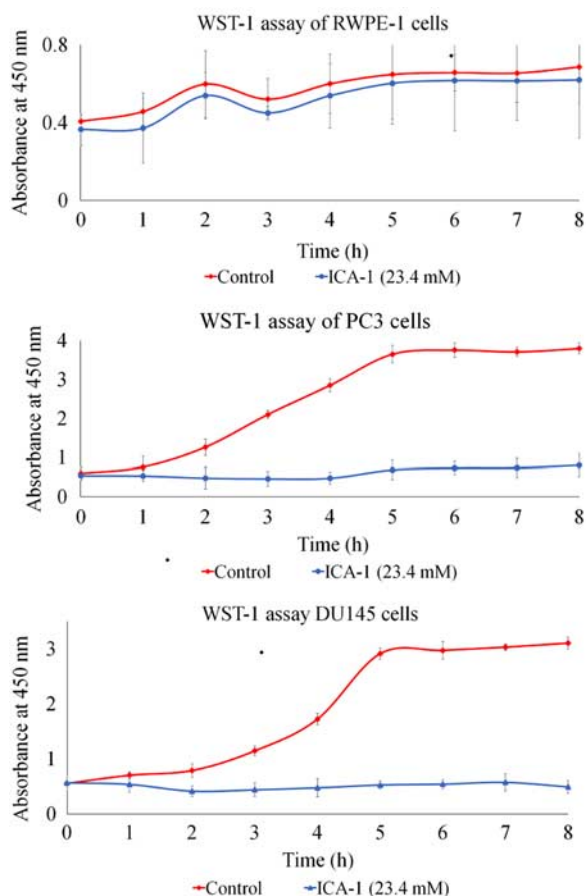 WST-1 assay of RWPE-1 cells
Absorbance at 450 nm
0.8
0.4
0
0 1 2 3 4 5 6 7 8
Time (h)
Control ICA-1 (23.4 mM)
WST-1 assay of PC3 cells
Absorbance at 450 nm
4
3
2
1
0
0 1 2 3 4 5 6 7 8
Time (h)
Control ICA-1 (23.4 mM)
WST-1 assay DU145 cells
Absorbance at 450 nm
3
2
1
0
0 1 2 3 4 5 6 7 8
Time (h)
Control ICA-1 (23.4 mM)